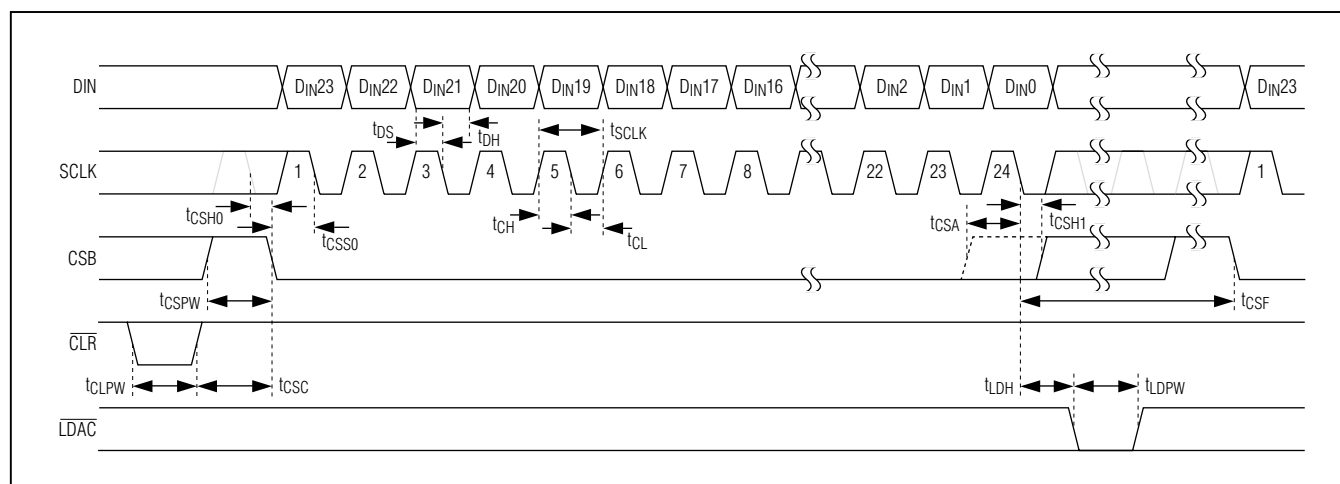 DIN DIN23 DIN22 DIN21 DIN20 DIN19 DIN18 DIN17 DIN16 DIN2 DIN1 DIN0 DIN23
tDS tDH tSCLK
SCLK 1 2 3 4 5 6 7 8 22 23 24 1
tCSH0 tCSS0 tCH tCL tCSA tCSH1
CSB
tCSPW tCSF
CLR
tCLPW tCSC tLDH tLDPW
LDAC